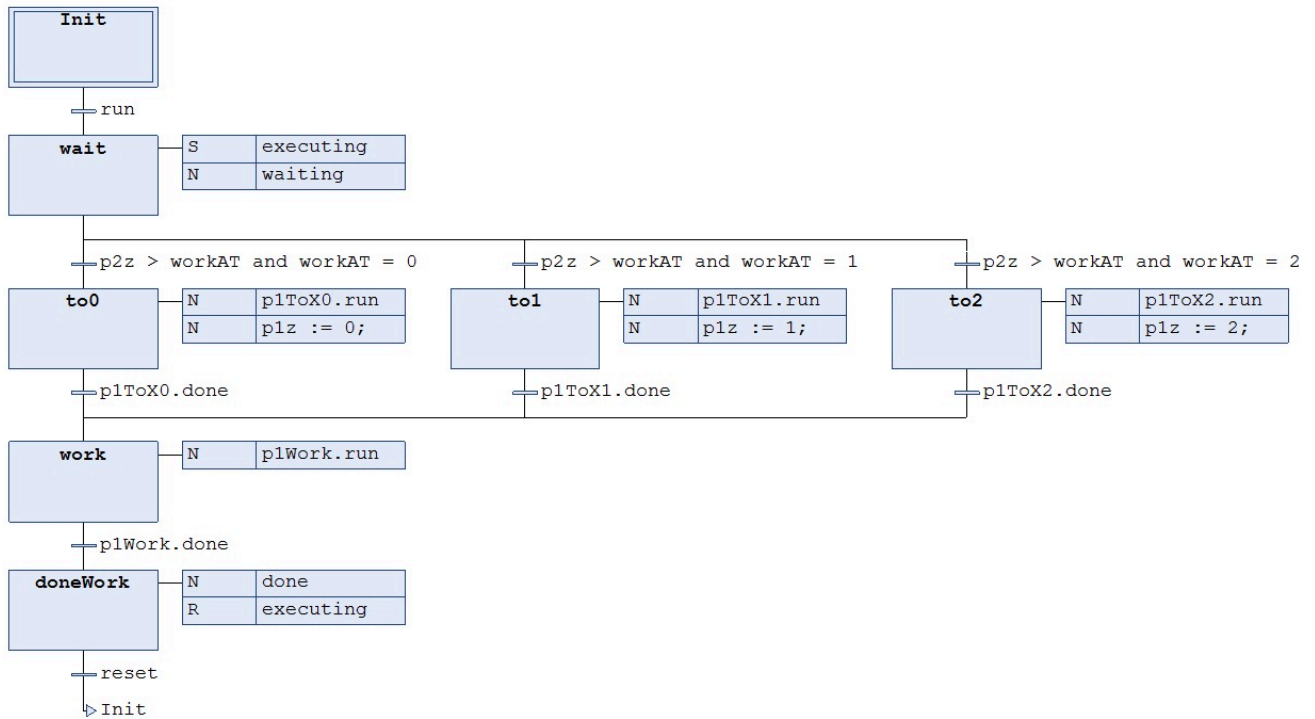 Init
run
wait
S executing
N waiting
p2z > workAT and workAT = 0
p2z > workAT and workAT = 1
p2z > workAT and workAT = 2
to0
N p1ToX0.run
N p1z := 0;
to1
N p1ToX1.run
N p1z := 1;
to2
N p1ToX2.run
N p1z := 2;
p1ToX0.done
p1ToX1.done
p1ToX2.done
work
N p1Work.run
p1Work.done
doneWork
N done
R executing
reset
Init